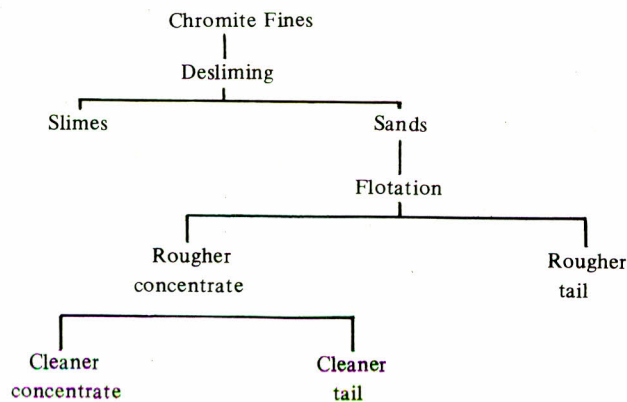 Chromite Fines
Desliming
Slimes
Sands
Flotation
Rougher
concentrate
Rougher
tail
Cleaner
concentrate
Cleaner
tail